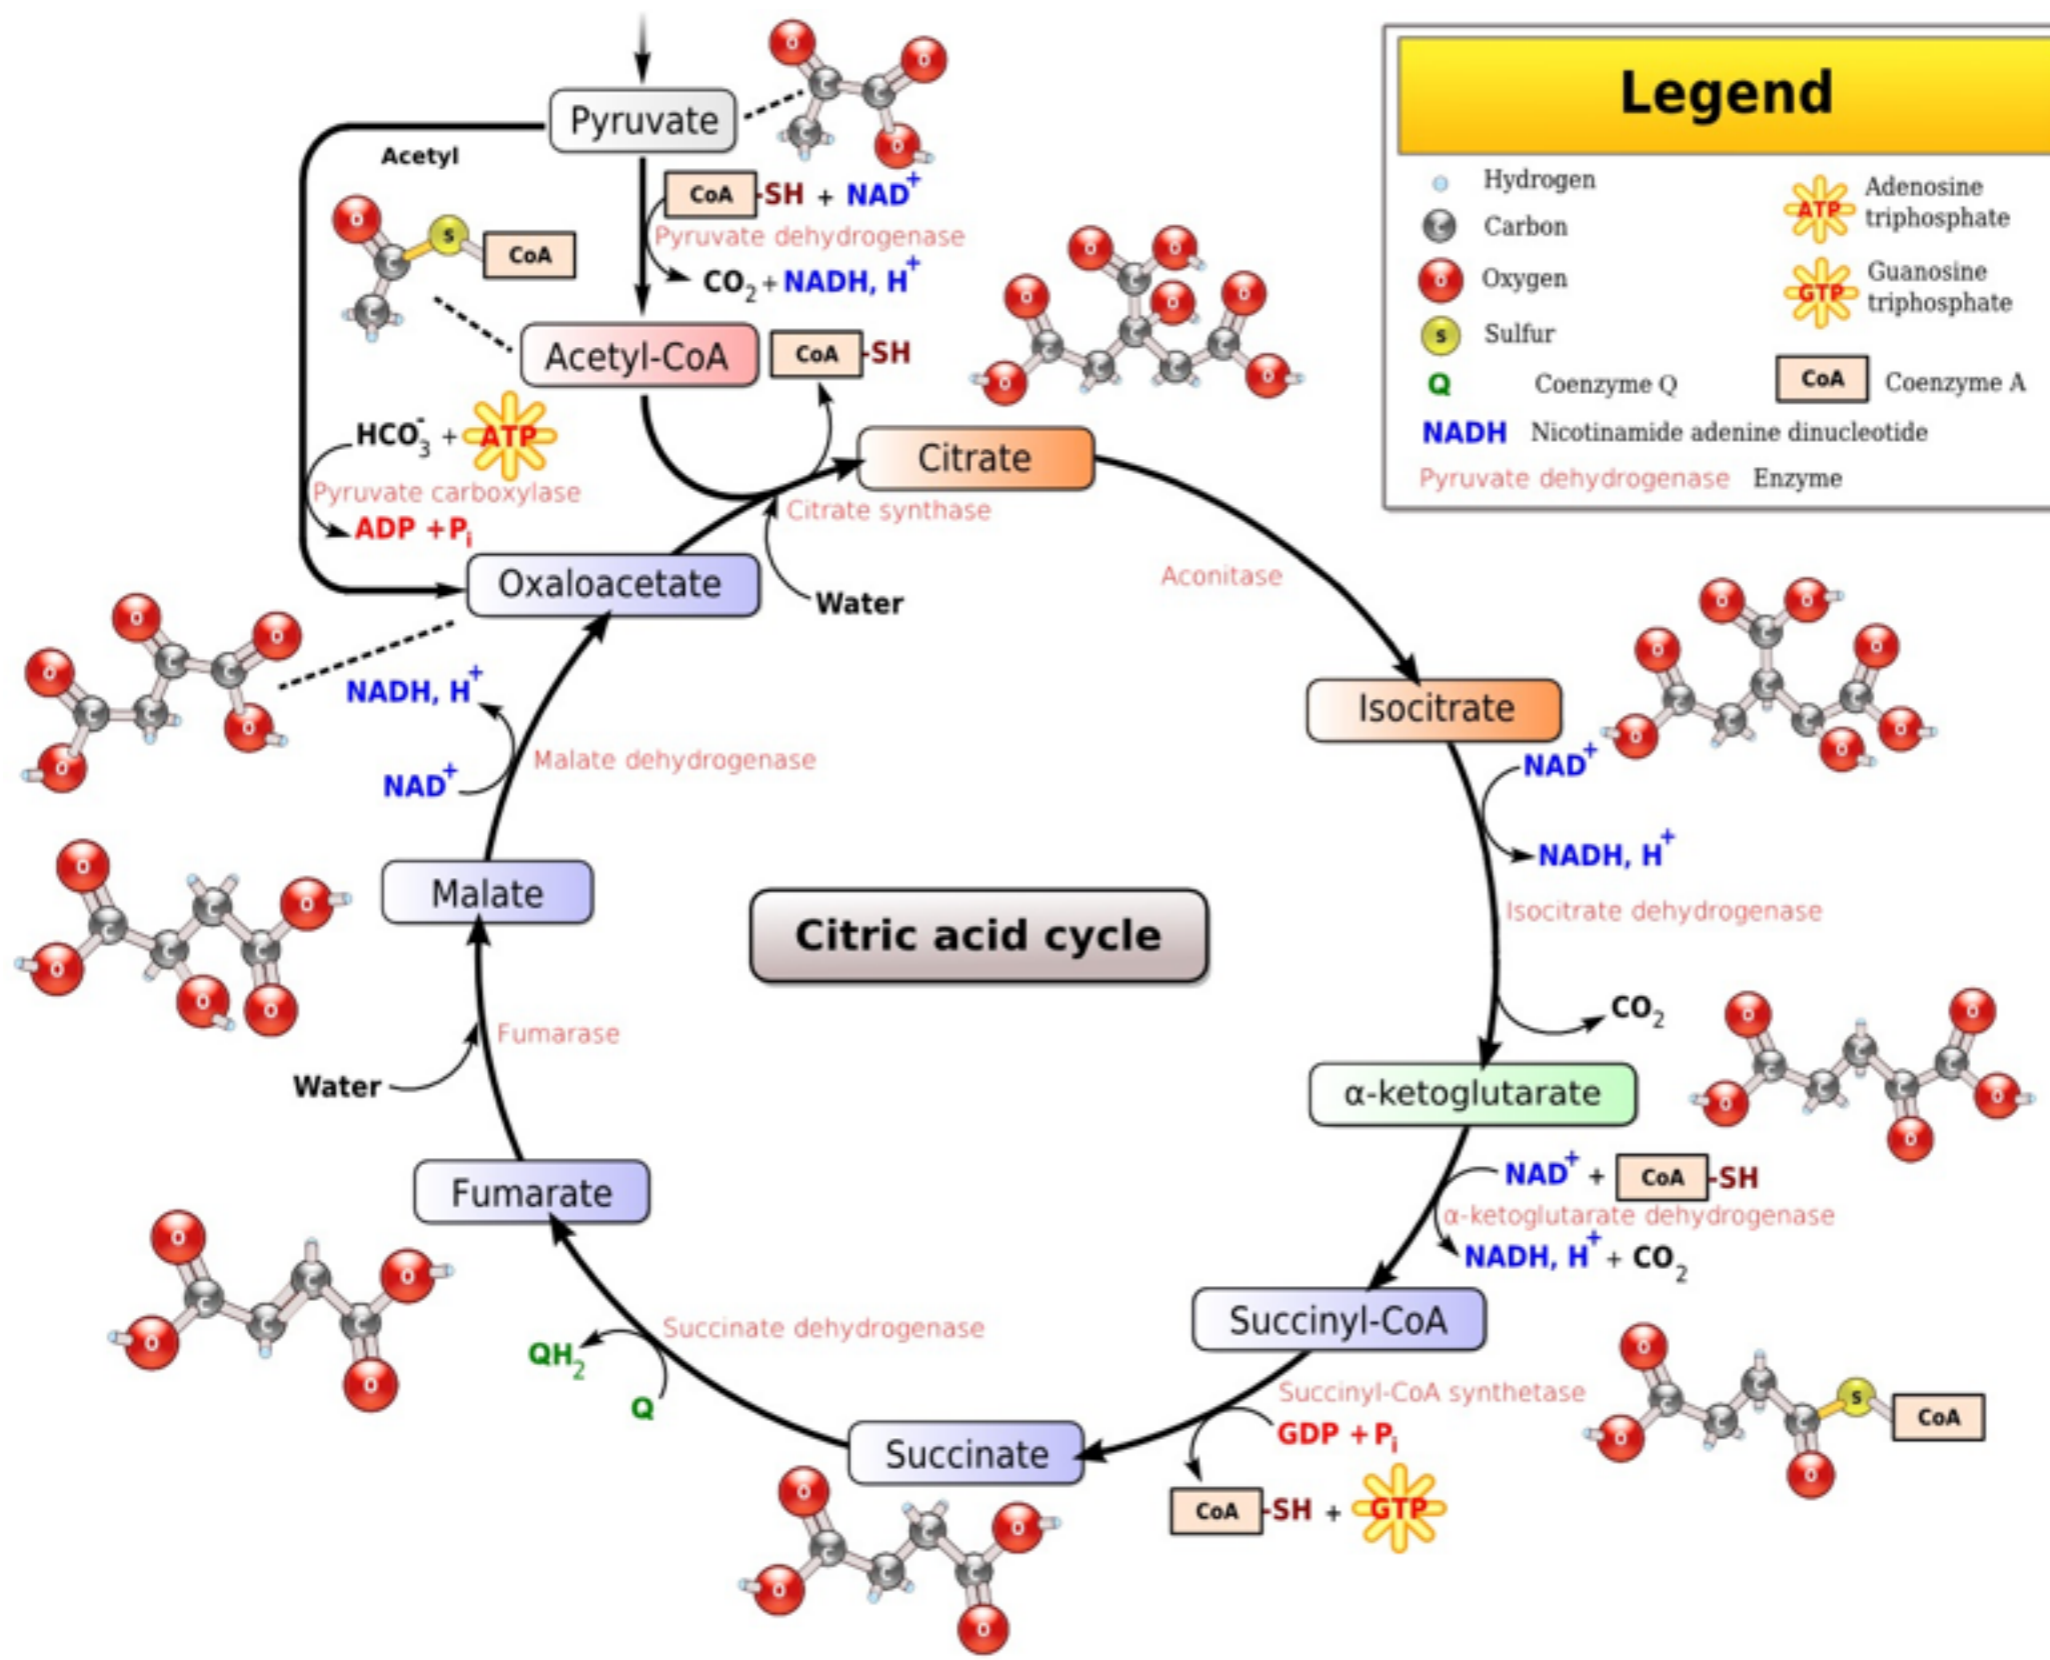 Pyruvate
Acetyl
CoA -SH + NAD+
Pyruvate dehydrogenase
CO2 + NADH, H+
O
O
O
C
C
C
O
S
CoA
C
C
Acetyl-CoA
CoA -SH
HCO3- + ATP
Pyruvate carboxylase
ADP + Pi
Citrate
Citrate synthase
Water
O
O
O
O
O
O
O
C
C
C
C
C
C
Aconitase
Oxaloacetate
O
O
O
O
O
C
C
C
C
NADH, H+
NAD+
Malate dehydrogenase
Isocitrate
O
O
O
O
O
O
O
C
C
C
C
C
C
NAD+
NADH, H+
Isocitrate dehydrogenase
CO2
Malate
O
O
O
O
O
C
C
C
C
Citric acid cycle
Fumarase
Water
α-ketoglutarate
O
O
O
O
O
C
C
C
C
C
NAD+ + CoA -SH
α-ketoglutarate dehydrogenase
NADH, H+ + CO2
Fumarate
O
O
O
O
C
C
C
C
Succinyl-CoA
O
O
O
C
C
C
C
S
CoA
Succinate dehydrogenase
QH2
Q
Succinyl-CoA synthetase
GDP + Pi
CoA -SH + GTP
Succinate
O
O
O
O
C
C
C
C
Legend
Hydrogen
C Carbon
O Oxygen
S Sulfur
Q Coenzyme Q
ATP Adenosine
triphosphate
GTP Guanosine
triphosphate
CoA Coenzyme A
NADH Nicotinamide adenine dinucleotide
Pyruvate dehydrogenase Enzyme